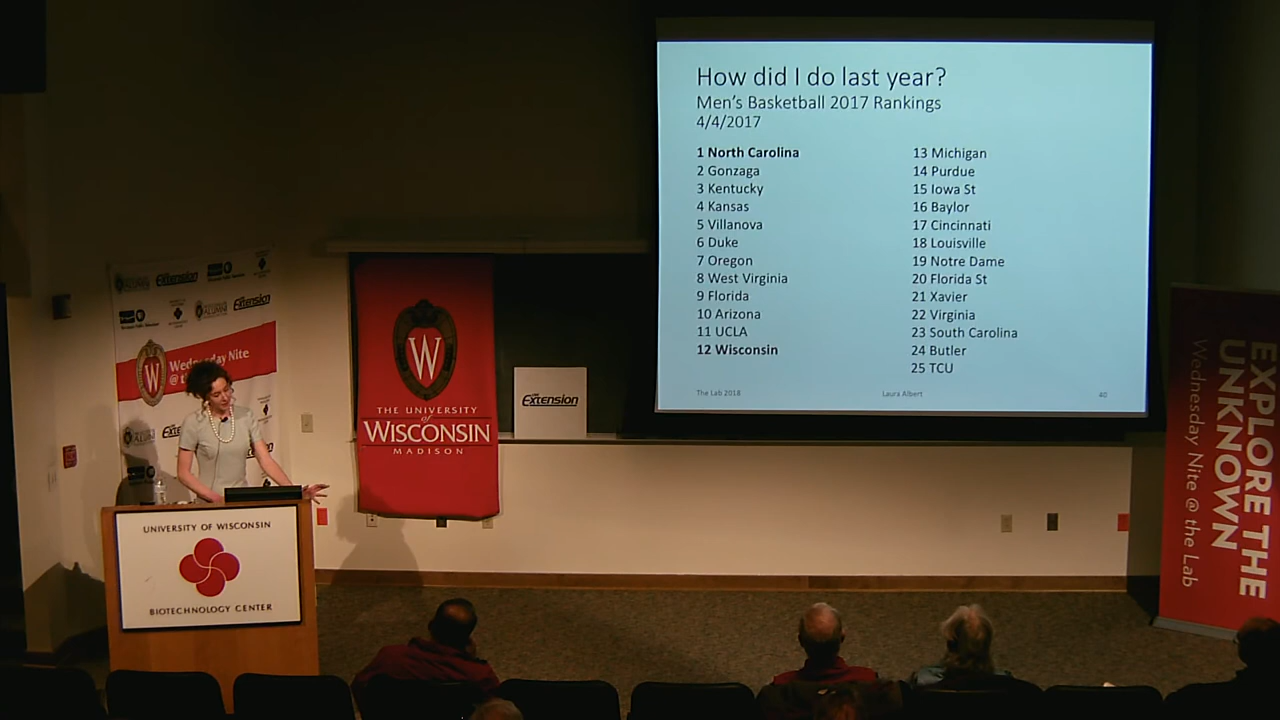 How did I do last year?
Men's Basketball 2017 Rankings
4/4/2017
1 North Carolina
2 Gonzaga
3 Kentucky
4 Kansas
5 Villanova
6 Duke
7 Oregon
8 West Virginia
9 Florida
10 Arizona
11 UCLA
12 Wisconsin
13 Michigan
14 Purdue
15 Iowa St
16 Baylor
17 Cincinnati
18 Louisville
19 Notre Dame
20 Florida St
21 Xavier
22 Virginia
23 South Carolina
24 Butler
25 TCU
The Lab 2018 Laura Albert 40
Extension
Extension
W
Wednesday Nite
@
W
THE UNIVERSITY
of
WISCONSIN
MADISON
Extension
UNIVERSITY OF WISCONSIN
BIOTECHNOLOGY CENTER
EXPLORE THE
UNKNOWN
Wednesday Nite @ the Lab